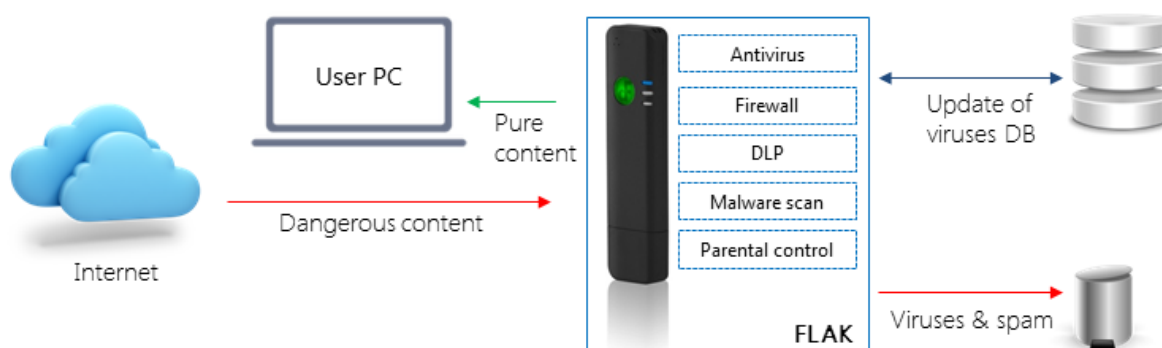 User PC
Internet
Dangerous content
Pure
content
Antivirus
Firewall
DLP
Malware scan
Parental control
FLAK
Update of
viruses DB
Viruses & spam